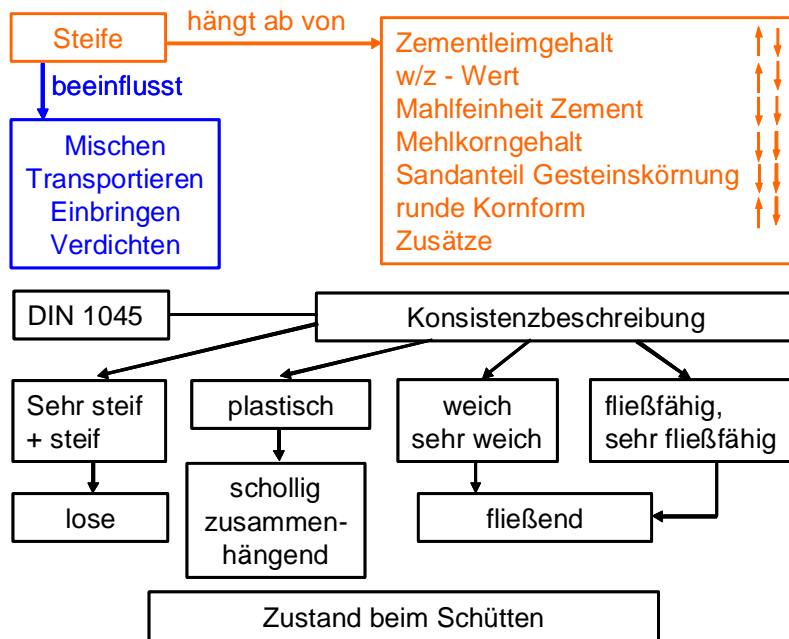 Steife
hängt ab von
beeinflusst
Mischen
Transportieren
Einbringen
Verdichten
Zementleimgehalt
w/z - Wert
Mahlfeinheit Zement
Mehlkorngehalt
Sandanteil Gesteinskörnung
runde Kornform
Zusätze
DIN 1045
Konsistenzbeschreibung
Sehr steif
+ steif
plastisch
weich
sehr weich
fließfähig,
sehr fließfähig
lose
schollig
zusammen-
hängend
fließend
Zustand beim Schütten